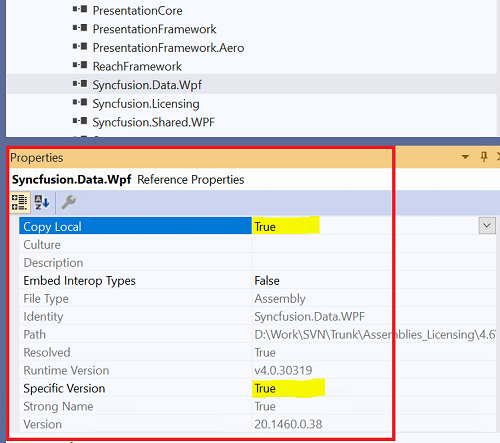 PresentationCore
PresentationFramework
PresentationFramework.Aero
ReachFramework
Syncfusion.Data.Wpf
Syncfusion.Licensing
Syncfusion.Shared.WPF
Properties
Syncfusion.Data.Wpf Reference Properties
Copy Local True
Culture
Description
Embed Interop Types False
File Type Assembly
Identity Syncfusion.Data.WPF
Path D:\Work\SVN\Trunk\Assemblies_Licensing\4.6\
Resolved True
Runtime Version v4.0.30319
Specific Version True
Strong Name True
Version 20.1460.0.38